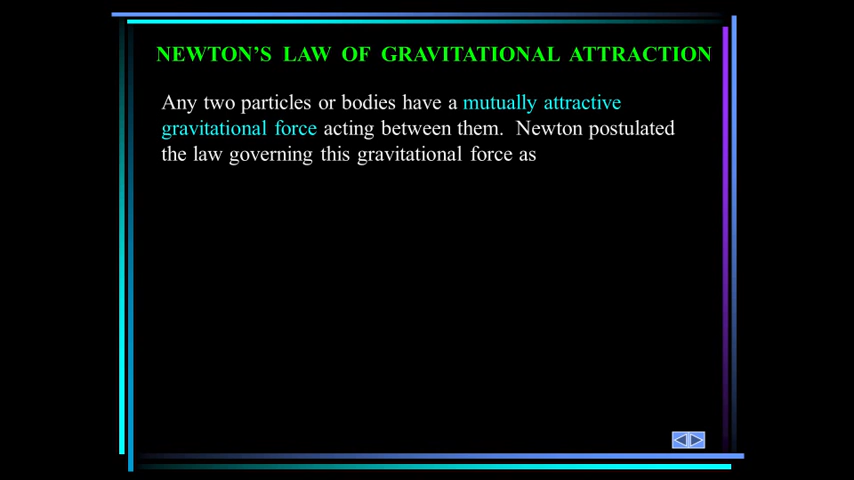 NEWTON’S LAW OF GRAVITATIONAL ATTRACTION
Any two particles or bodies have a mutually attractive
gravitational force acting between them. Newton postulated
the law governing this gravitational force as